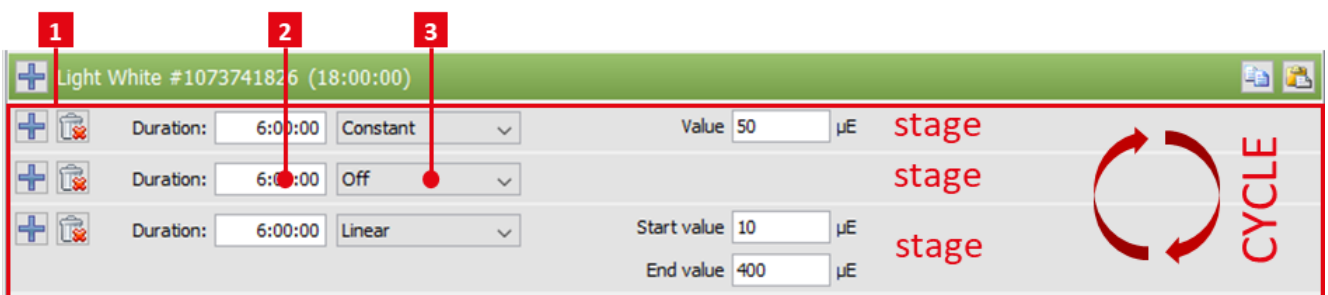 1 2 3
Light White #1073741826 (18:00:00)
Duration: 6:00:00 Constant Value 50 µE stage
Duration: 6:00:00 Off stage
Duration: 6:00:00 Linear Start value 10 µE stage
End value 400 µE
CYCLE